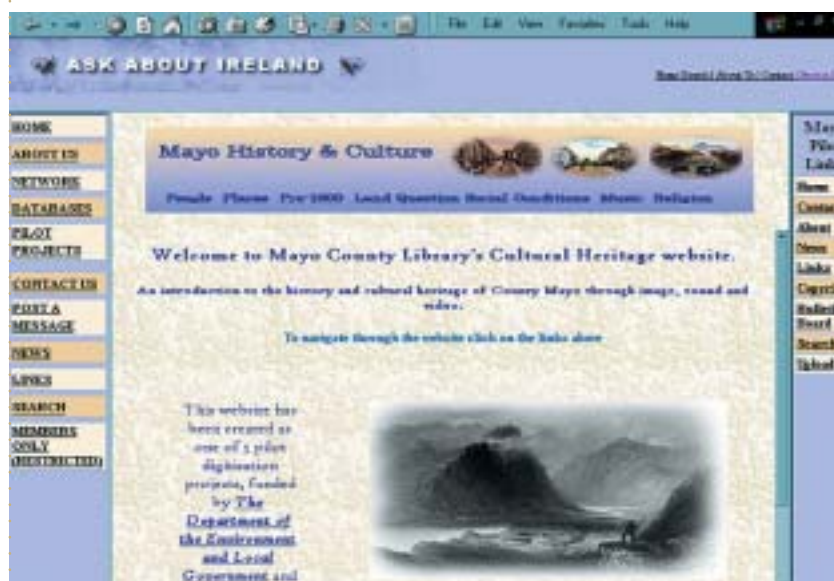 File Edit View Favorites Tools Help
ASK ABOUT IRELAND
HOME
ABOUT US
NETWORK
DATABASES
PILOT
PROJECTS
CONTACT US
POST A
MESSAGE
NEWS
LINKS
SEARCH
MEMBERS
ONLY
(RESTRICTED)
Mayo History & Culture
People Places Pre-1600 Land Question Social Conditions Music Religion
Welcome to Mayo County Library's Cultural Heritage website.
An introduction to the history and cultural heritage of County Mayo through image, sound and
video.
To navigate through the website click on the links above
This website has
been created as
one of 5 pilot
digitisation
projects, funded
by The
Department of
the Environment
and Local
Government and
Home
About
News
Links
Board
Search
Upload